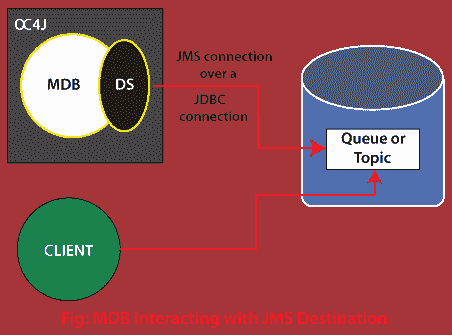 OC4J
MDB
DS
JMS connection
over a
JDBC
connection
Queue or
Topic
CLIENT
Fig: MDB Interacting with JMS Destination